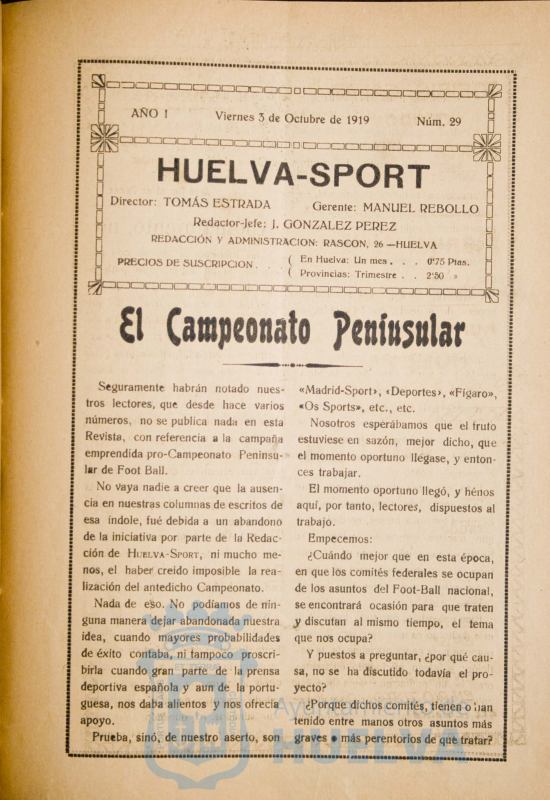 AÑO I
Viernes 3 de Octubre de 1919
Núm. 29
HUELVA-SPORT
Director: TOMÁS ESTRADA
Gerente: MANUEL REBOLLO
Redactor-Jefe: J. GONZALEZ PEREZ
REDACCIÓN Y ADMINISTRACION: RASCON, 26 —HUELVA
PRECIOS DE SUSCRIPCION. . .
( En Huelva: Un mes . . . 0'75 Ptas.
( Provincias: Trimestre . . 2'50 »
El Campeonato Peninsular
Seguramente habrán notado nues-
tros lectores, que desde hace varios
números, no se publica nada en esta
Revista, con referencia a la campaña
emprendida pro-Campeonato Peninsu-
lar de Foot Ball.
No vaya nadie a creer que la ausen-
cia en nuestras columnas de escritos de
esa índole, fué debida a un abandono
de la iniciativa por parte de la Redac-
ción de HUELVA-SPORT, ni mucho me-
nos, el haber creido imposible la rea-
lización del antedicho Campeonato.
Nada de eso. No podíamos de nin-
guna manera dejar abandonada nuestra
idea, cuando mayores probabilidades
de éxito contaba, ni tampoco proscri-
birla cuando gran parte de la prensa
deportiva española y aun de la portu-
guesa, nos daba alientos y nos ofrecia
apoyo.
Prueba, sinó, de nuestro aserto, son
«Madrid-Sport», «Deportes», «Fígaro»,
«Os Sports», etc., etc.
Nosotros esperábamos que el fruto
estuviese en sazón, mejor dicho, que
el momento oportuno llegase, y enton-
ces trabajar.
El momento oportuno llegó, y hénos
aquí, por tanto, lectores, dispuestos al
trabajo.
Empecemos:
¿Cuándo mejor que en esta época,
en que los comités federales se ocupan
de los asuntos del Foot-Ball nacional,
se encontrará ocasión para que traten
y discutan al mismo tiempo, el tema
que nos ocupa?
Y puestos a preguntar, ¿por qué cau-
sa, no se ha discutido todavía el pro-
yecto?
¿Porque dichos comités, tienen o han
tenido entre manos otros asuntos más
graves o más perentorios de que tratar?
Ayuntamiento de
HUELVA